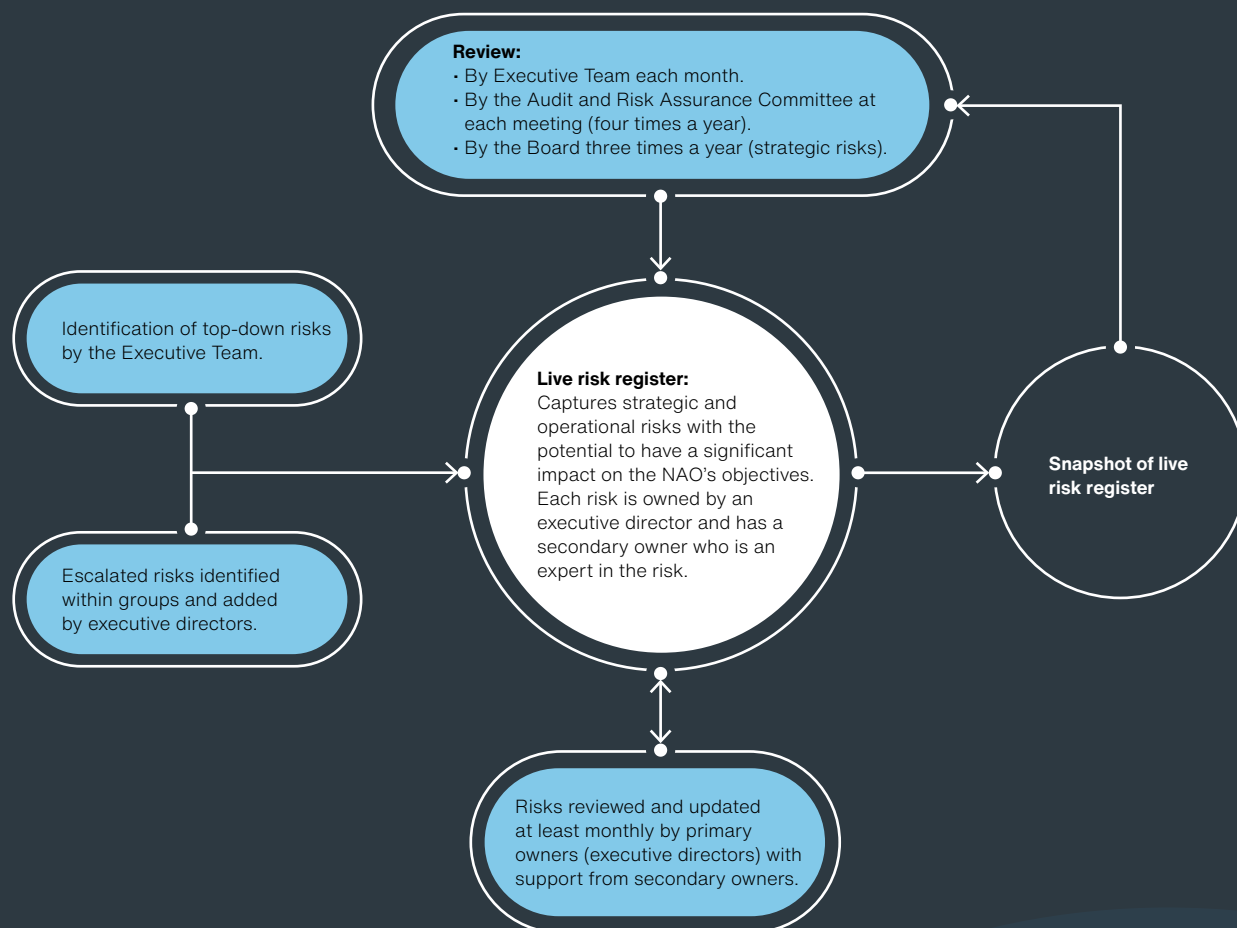 Review:
· By Executive Team each month.
· By the Audit and Risk Assurance Committee at
each meeting (four times a year).
· By the Board three times a year (strategic risks).
Identification of top-down risks
by the Executive Team.
Escalated risks identified
within groups and added
by executive directors.
Live risk register:
Captures strategic and
operational risks with the
potential to have a significant
impact on the NAO’s objectives.
Each risk is owned by an
executive director and has a
secondary owner who is an
expert in the risk.
Snapshot of live
risk register
Risks reviewed and updated
at least monthly by primary
owners (executive directors) with
support from secondary owners.